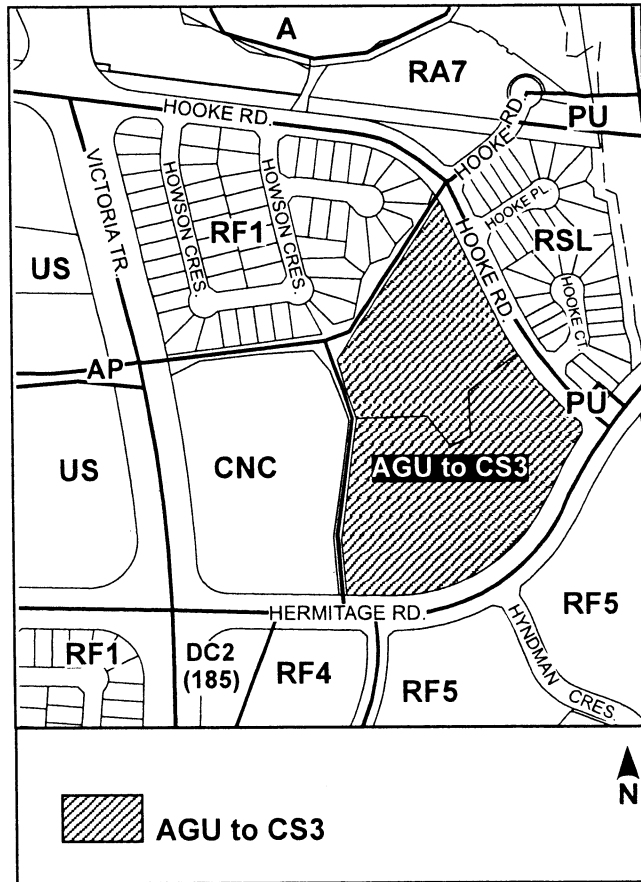 A
RA7
HOOKE RD.
HOOKE RD.
PU
VICTORIA TR.
HOWSON CRES.
HOWSON CRES.
RF1
HOOKE PL.
RSL
US
HOOKE RD.
HOOKE CT.
AP
PU
US
CNC
AGU to CS3
HERMITAGE RD.
RF5
RF1
DC2
(185)
RF4
RF5
HYNDMAN CRES.
N
AGU to CS3